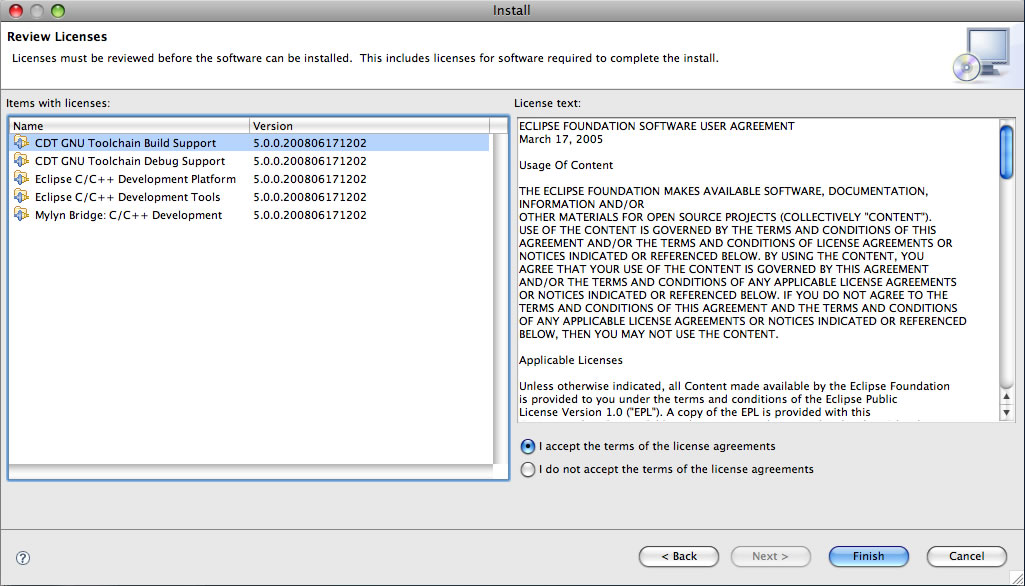 Install
Review Licenses
Licenses must be reviewed before the software can be installed.  This includes licenses for software required to complete the install.
Items with licenses:
Name Version
CDT GNU Toolchain Build Support 5.0.0.200806171202
CDT GNU Toolchain Debug Support 5.0.0.200806171202
Eclipse C/C++ Development Platform 5.0.0.200806171202
Eclipse C/C++ Development Tools 5.0.0.200806171202
Mylyn Bridge: C/C++ Development 5.0.0.200806171202
License text:
ECLIPSE FOUNDATION SOFTWARE USER AGREEMENT
March 17, 2005
Usage Of Content
THE ECLIPSE FOUNDATION MAKES AVAILABLE SOFTWARE, DOCUMENTATION,
INFORMATION AND/OR
OTHER MATERIALS FOR OPEN SOURCE PROJECTS (COLLECTIVELY "CONTENT").
USE OF THE CONTENT IS GOVERNED BY THE TERMS AND CONDITIONS OF THIS
AGREEMENT AND/OR THE TERMS AND CONDITIONS OF LICENSE AGREEMENTS OR
NOTICES INDICATED OR REFERENCED BELOW. BY USING THE CONTENT, YOU
AGREE THAT YOUR USE OF THE CONTENT IS GOVERNED BY THIS AGREEMENT
AND/OR THE TERMS AND CONDITIONS OF ANY APPLICABLE LICENSE AGREEMENTS
OR NOTICES INDICATED OR REFERENCED BELOW. IF YOU DO NOT AGREE TO THE
TERMS AND CONDITIONS OF THIS AGREEMENT AND THE TERMS AND CONDITIONS
OF ANY APPLICABLE LICENSE AGREEMENTS OR NOTICES INDICATED OR REFERENCED
BELOW, THEN YOU MAY NOT USE THE CONTENT.
Applicable Licenses
Unless otherwise indicated, all Content made available by the Eclipse Foundation
is provided to you under the terms and conditions of the Eclipse Public
License Version 1.0 ("EPL"). A copy of the EPL is provided with this
I accept the terms of the license agreements
I do not accept the terms of the license agreements
?
< Back
Next >
Finish
Cancel